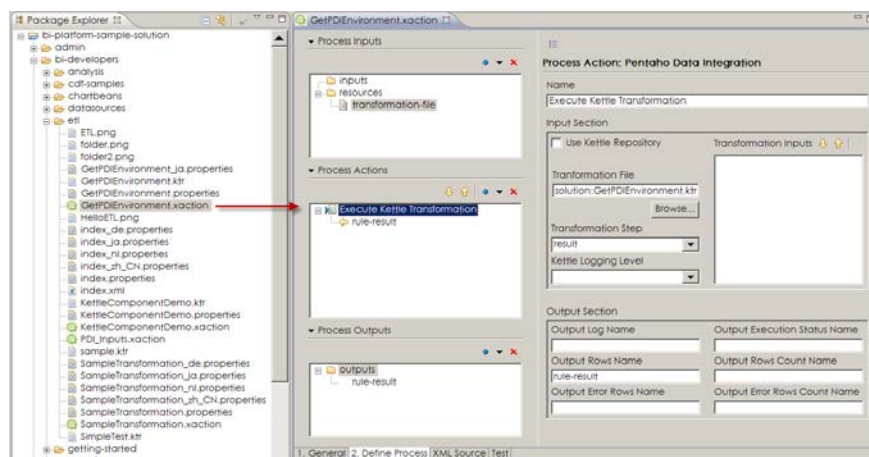 Package Explorer
bi-platform-sample-solution
admin
bi-developers
analysis
cdf-samples
chartbeans
datasources
etl
ETL.png
folder.png
folder2.png
GetPDIEnvironment_ja.properties
GetPDIEnvironment.ktr
GetPDIEnvironment.properties
GetPDIEnvironment.xaction
HelloETL.png
index_de.properties
index_ja.properties
index_nl.properties
index_zh_CN.properties
index.properties
index.xml
KettleComponentDemo.ktr
KettleComponentDemo.properties
KettleComponentDemo.xaction
PDI_Inputs.xaction
sample.ktr
SampleTransformation_de.properties
SampleTransformation_ja.properties
SampleTransformation_nl.properties
SampleTransformation_zh_CN.properties
SampleTransformation.properties
SampleTransformation.xaction
SimpleTest.ktr
getting-started
GetPDIEnvironment.xaction
Process Inputs
inputs
resources
transformation-file
Process Actions
Execute Kettle Transformation
rule-result
Process Outputs
outputs
rule-result
1. General 2. Define Process XML Source Test
Process Action: Pentaho Data Integration
Name
Execute Kettle Transformation
Input Section
Use Kettle Repository
Transformation Inputs
Tranformation File
solution:GetPDIEnvironment.ktr
Browse...
Transformation Step
result
Kettle Logging Level
Output Section
Output Log Name
Output Execution Status Name
Output Rows Name
Output Rows Count Name
rule-result
Output Error Rows Name
Output Error Rows Count Name